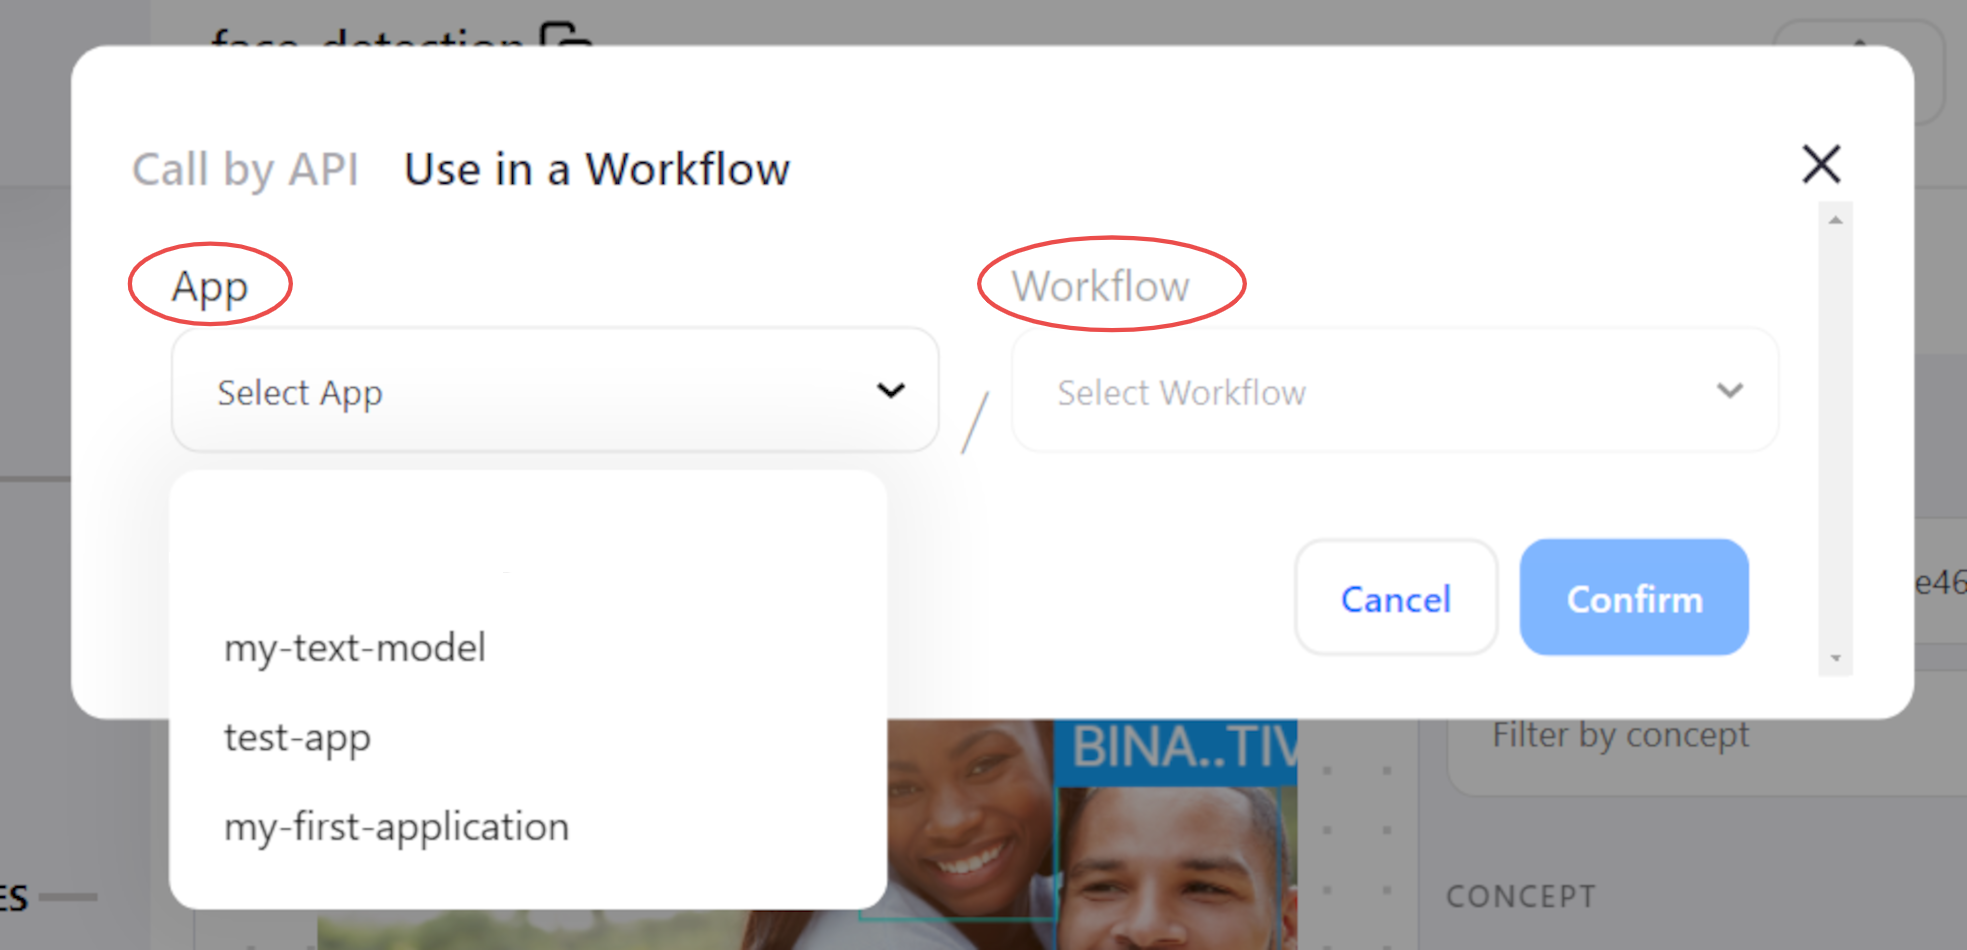 face-detection
Call by API Use in a Workflow
App
Workflow
Select App
/
Select Workflow
my-text-model
test-app
my-first-application
Cancel
Confirm
e46
BINA..TIV
Filter by concept
ES
CONCEPT